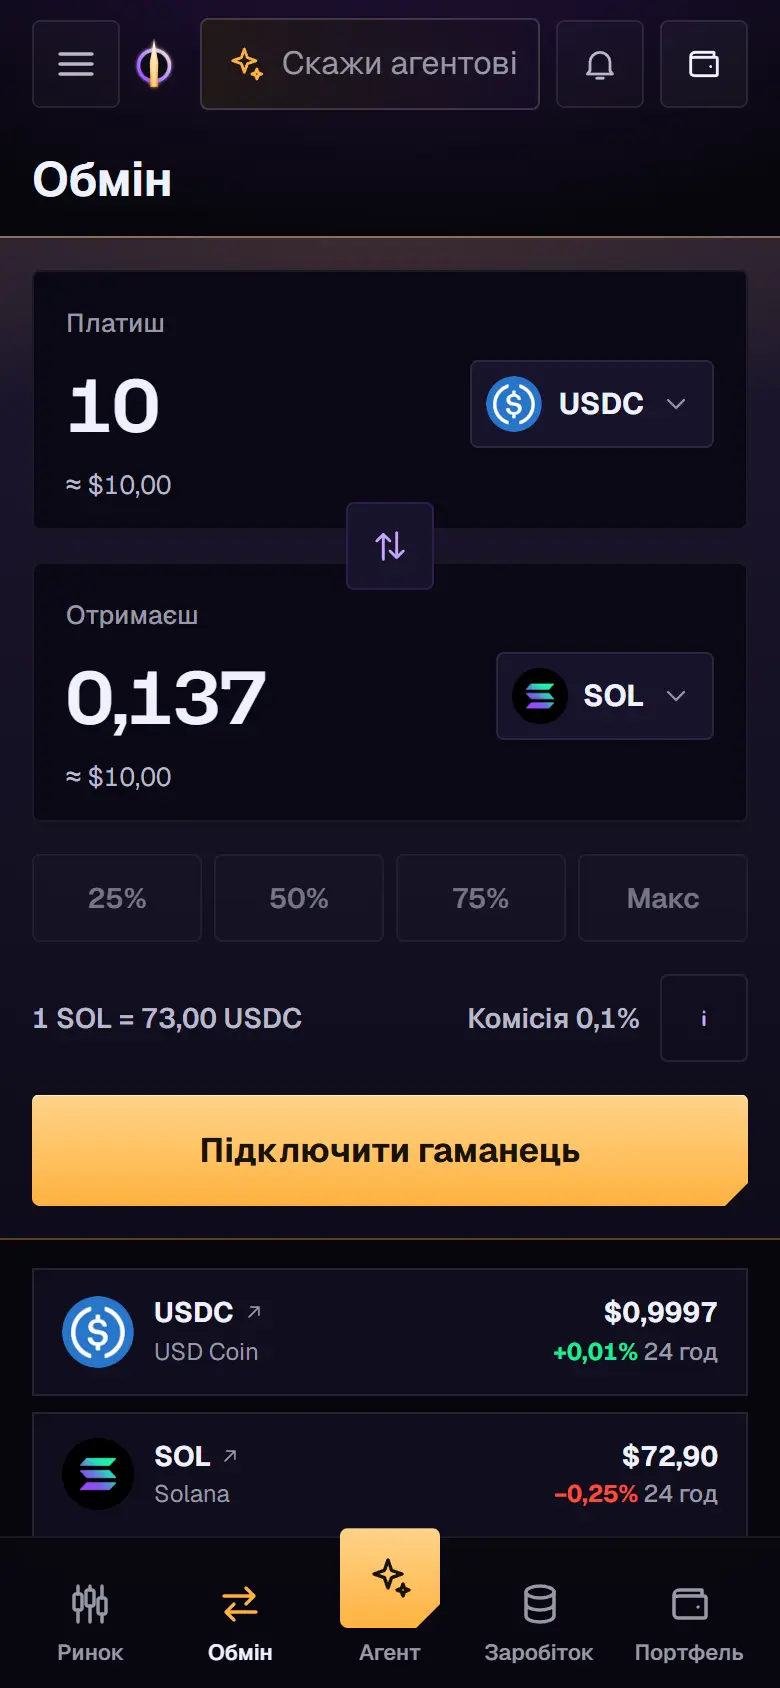 Скажи агентові
Обмін
Платиш
10
USDC
≈ $10,00
Отримаєш
0,137
SOL
≈ $10,00
25% 50% 75% Макс
1 SOL = 73,00 USDC Комісія 0,1% i
Підключити гаманець
USDC ↗ $0,9997
USD Coin +0,01% 24 год
SOL ↗ $72,90
Solana −0,25% 24 год
Ринок Обмін Агент Заробіток Портфель